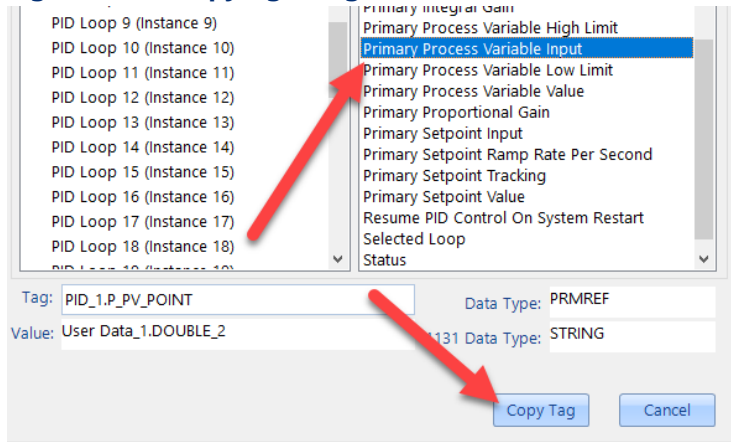 PID Loop 9 (Instance 9)
PID Loop 10 (Instance 10)
PID Loop 11 (Instance 11)
PID Loop 12 (Instance 12)
PID Loop 13 (Instance 13)
PID Loop 14 (Instance 14)
PID Loop 15 (Instance 15)
PID Loop 16 (Instance 16)
PID Loop 17 (Instance 17)
PID Loop 18 (Instance 18)
Primary Integral Gain
Primary Process Variable High Limit
Primary Process Variable Input
Primary Process Variable Low Limit
Primary Process Variable Value
Primary Proportional Gain
Primary Setpoint Input
Primary Setpoint Ramp Rate Per Second
Primary Setpoint Tracking
Primary Setpoint Value
Resume PID Control On System Restart
Selected Loop
Status
Tag: PID_1.P_PV_POINT
Data Type: PRMREF
Value: User Data_1.DOUBLE_2
1131 Data Type: STRING
Copy Tag
Cancel